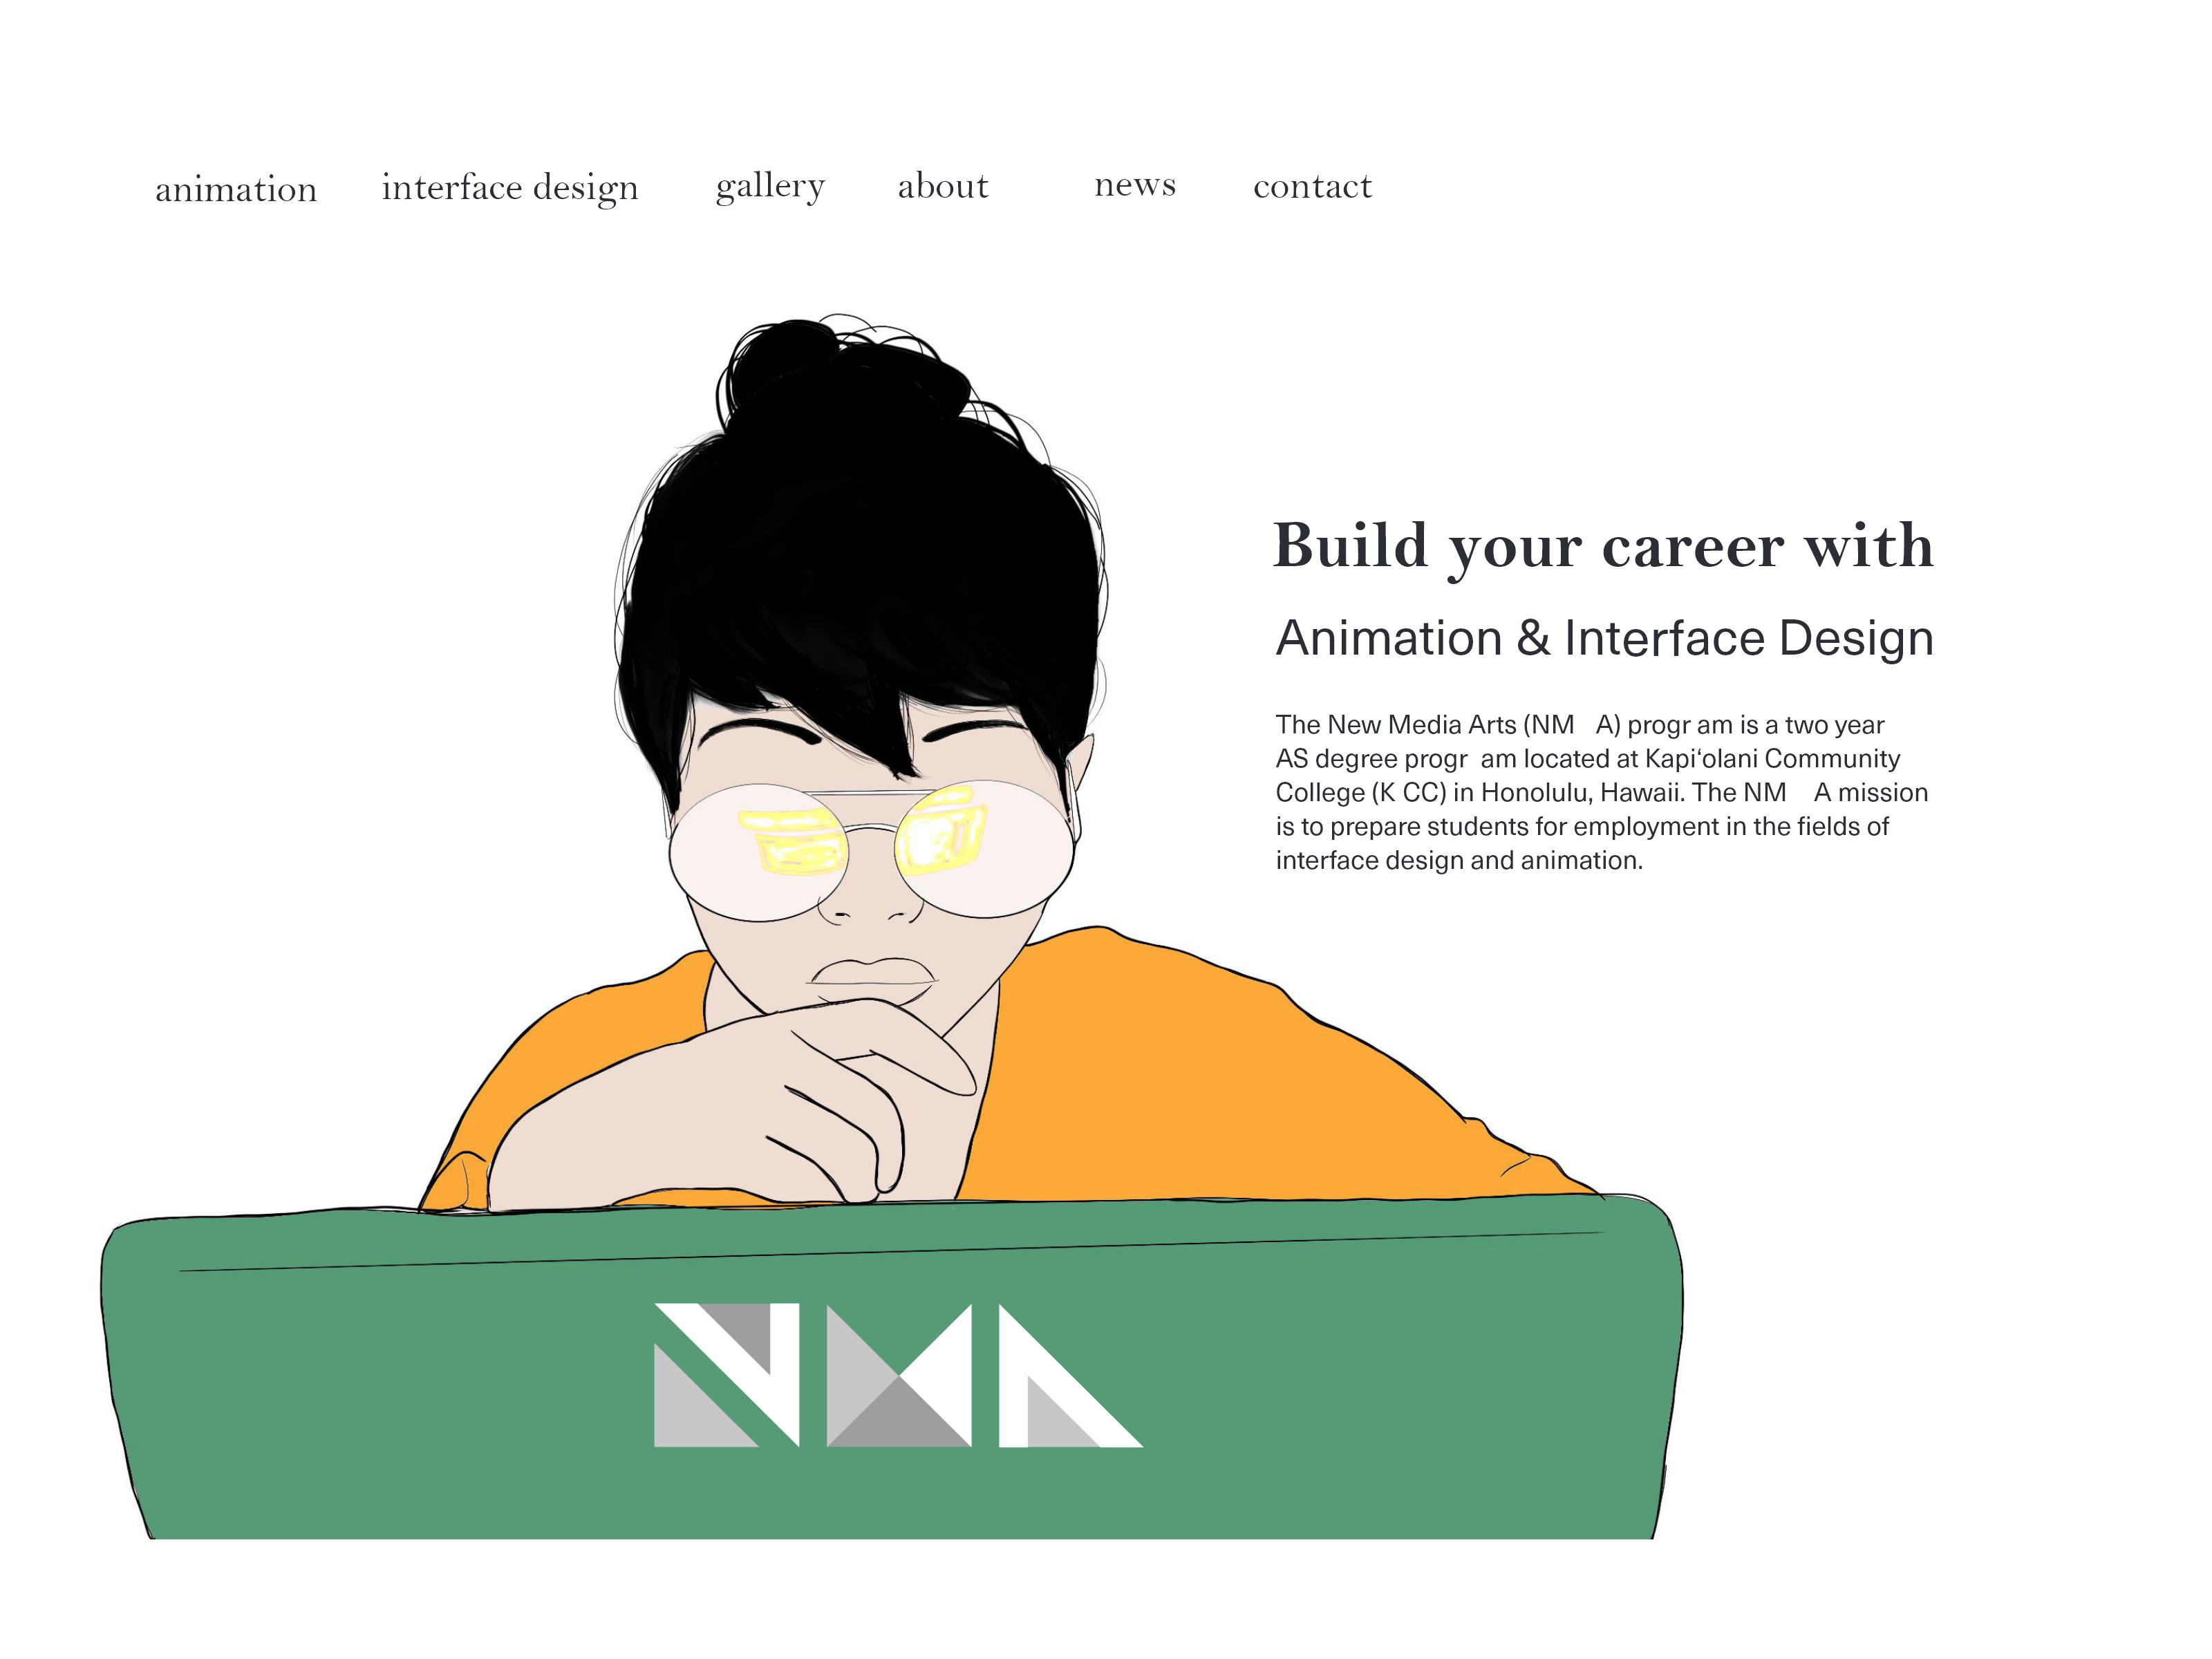 animation interface design gallery about news contact
Build your career with
Animation & Interface Design
The New Media Arts (NM A) progr am is a two year
AS degree progr am located at Kapi‘olani Community
College (K CC) in Honolulu, Hawaii. The NM A mission
is to prepare students for employment in the fields of
interface design and animation.
NMA